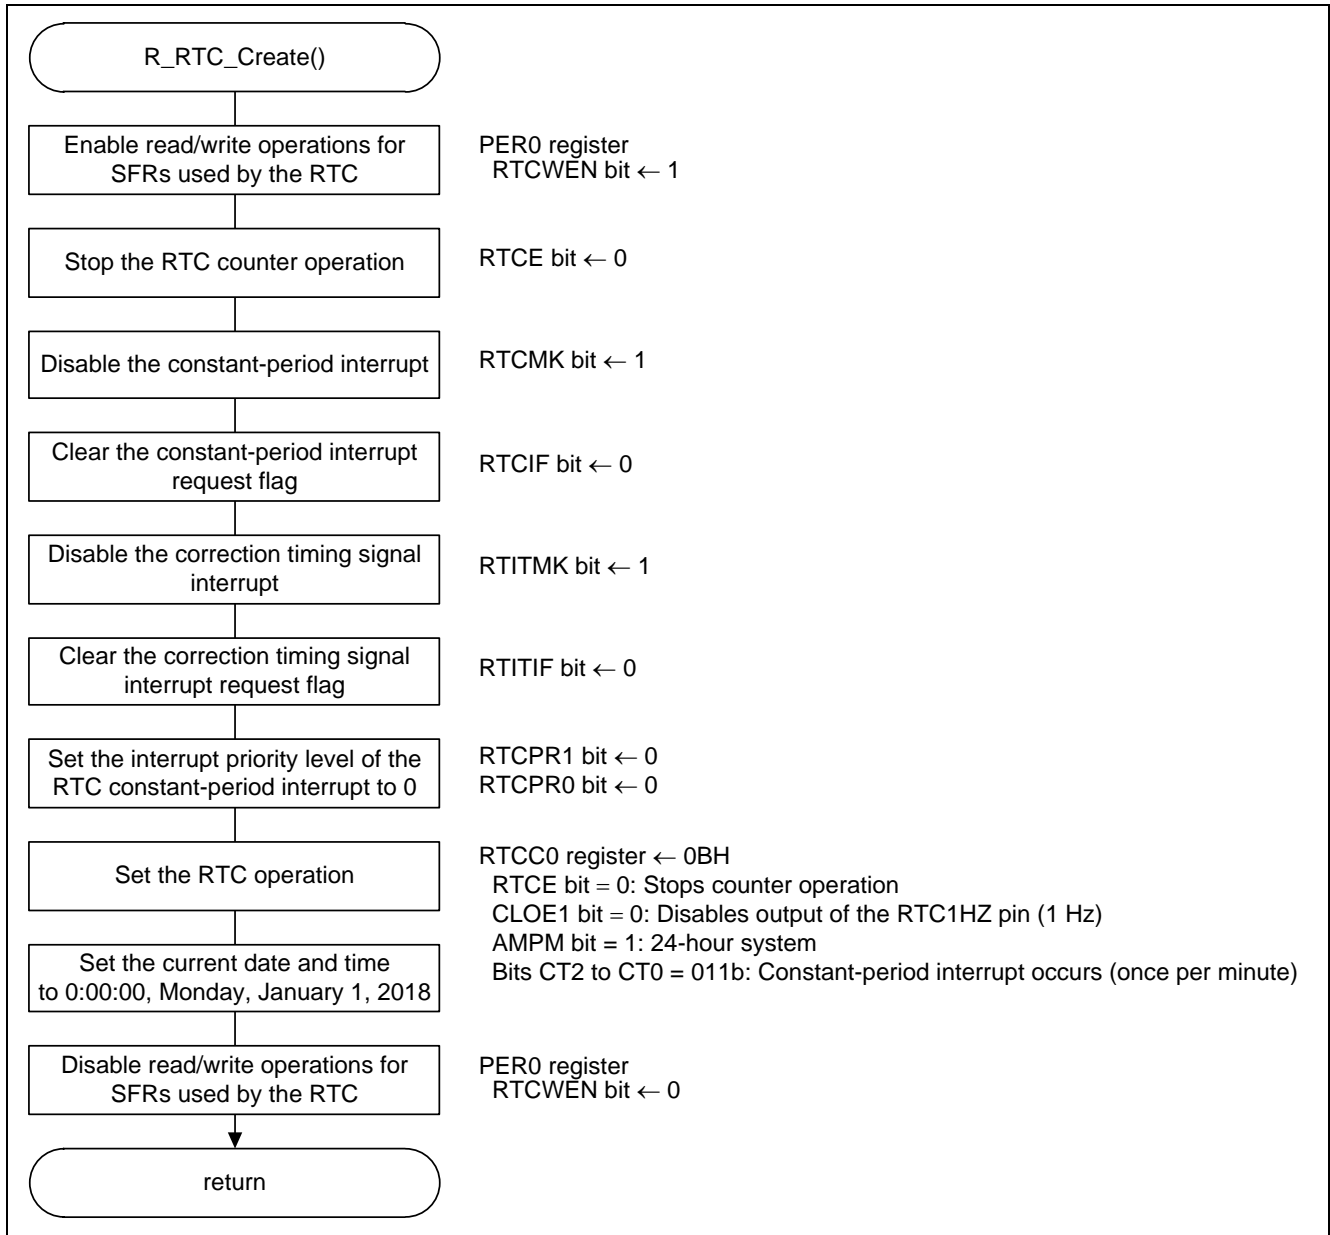 R_RTC_Create()
Enable read/write operations for
SFRs used by the RTC
PER0 register
RTCWEN bit ← 1
Stop the RTC counter operation
RTCE bit ← 0
Disable the constant-period interrupt
RTCMK bit ← 1
Clear the constant-period interrupt
request flag
RTCIF bit ← 0
Disable the correction timing signal
interrupt
RTITMK bit ← 1
Clear the correction timing signal
interrupt request flag
RTITIF bit ← 0
Set the interrupt priority level of the
RTC constant-period interrupt to 0
RTCPR1 bit ← 0
RTCPR0 bit ← 0
Set the RTC operation
RTCC0 register ← 0BH
RTCE bit = 0: Stops counter operation
CLOE1 bit = 0: Disables output of the RTC1HZ pin (1 Hz)
AMPM bit = 1: 24-hour system
Bits CT2 to CT0 = 011b: Constant-period interrupt occurs (once per minute)
Set the current date and time
to 0:00:00, Monday, January 1, 2018
Disable read/write operations for
SFRs used by the RTC
PER0 register
RTCWEN bit ← 0
return